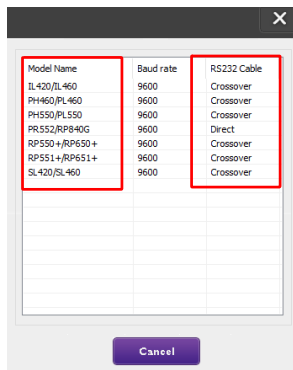 Model Name Baud rate RS232 Cable
IL420/IL460 9600 Crossover
PH460/PL460 9600 Crossover
PH550/PL550 9600 Crossover
PR552/RP840G 9600 Direct
RP550+/RP650+ 9600 Crossover
RP551+/RP651+ 9600 Crossover
SL420/SL460 9600 Crossover
Cancel